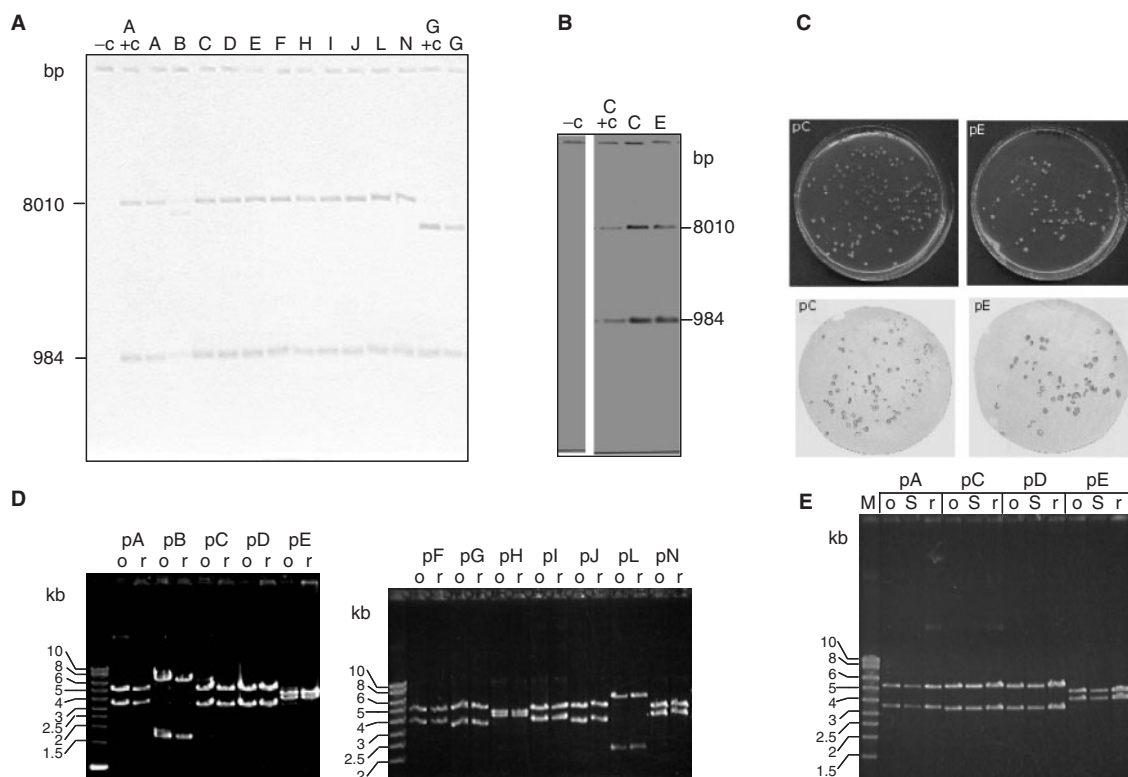 A
−c A +c A B C D E F H I J L N G +c G
bp
8010
984
B
−c C +c C E
bp
8010
984
C
pC pE
pC pE
D
pA pB pC pD pE
o r o r o r o r o r
kb
10
8
6
5
4
3
2.5
2
1.5
pF pG pH pI pJ pL pN
o r o r o r o r o r o r o r
kb
10
8
6
5
4
3
2.5
2
E
pA pC pD pE
M o S r o S r o S r o S r
kb
10
8
6
5
4
3
2.5
2
1.5